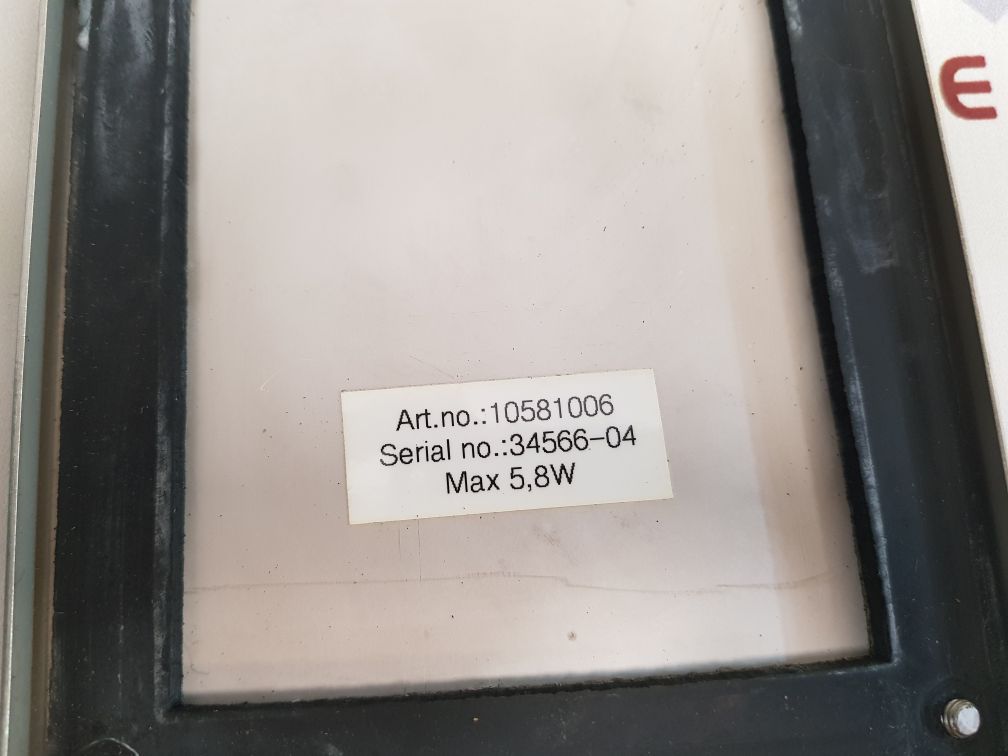 Art.no.:10581006
Serial no.:34566-04
Max 5,8W
E